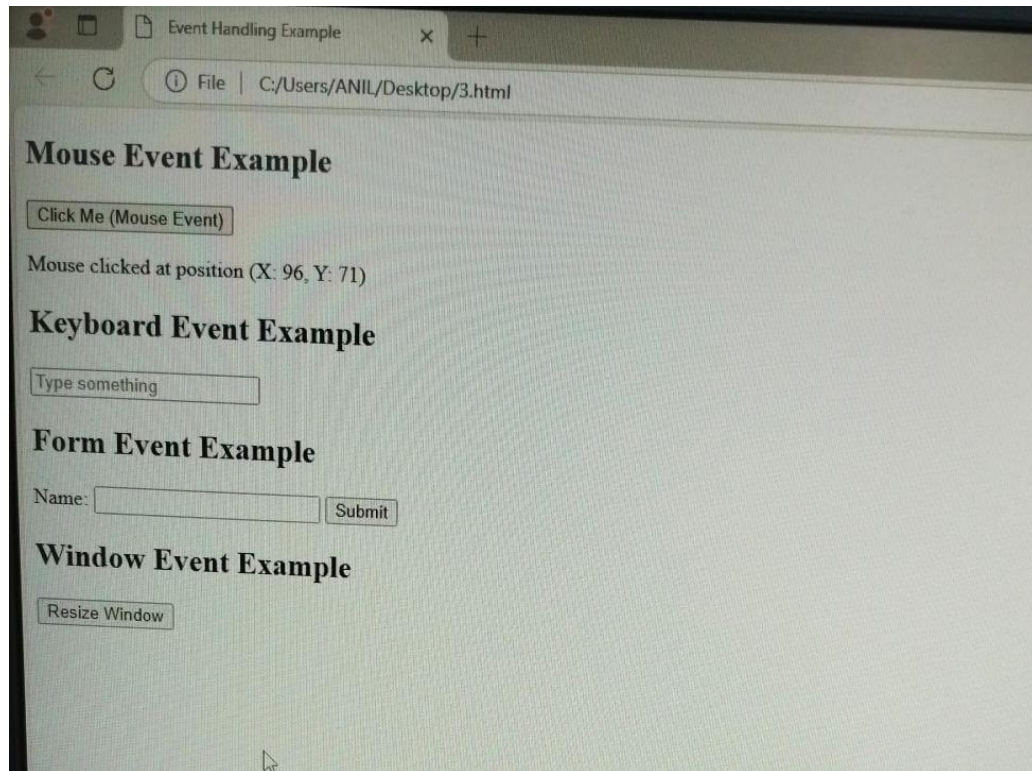 Event Handling Example
File | C:/Users/ANIL/Desktop/3.html
Mouse Event Example
Click Me (Mouse Event)
Mouse clicked at position (X: 96, Y: 71)
Keyboard Event Example
Type something
Form Event Example
Name: Submit
Window Event Example
Resize Window